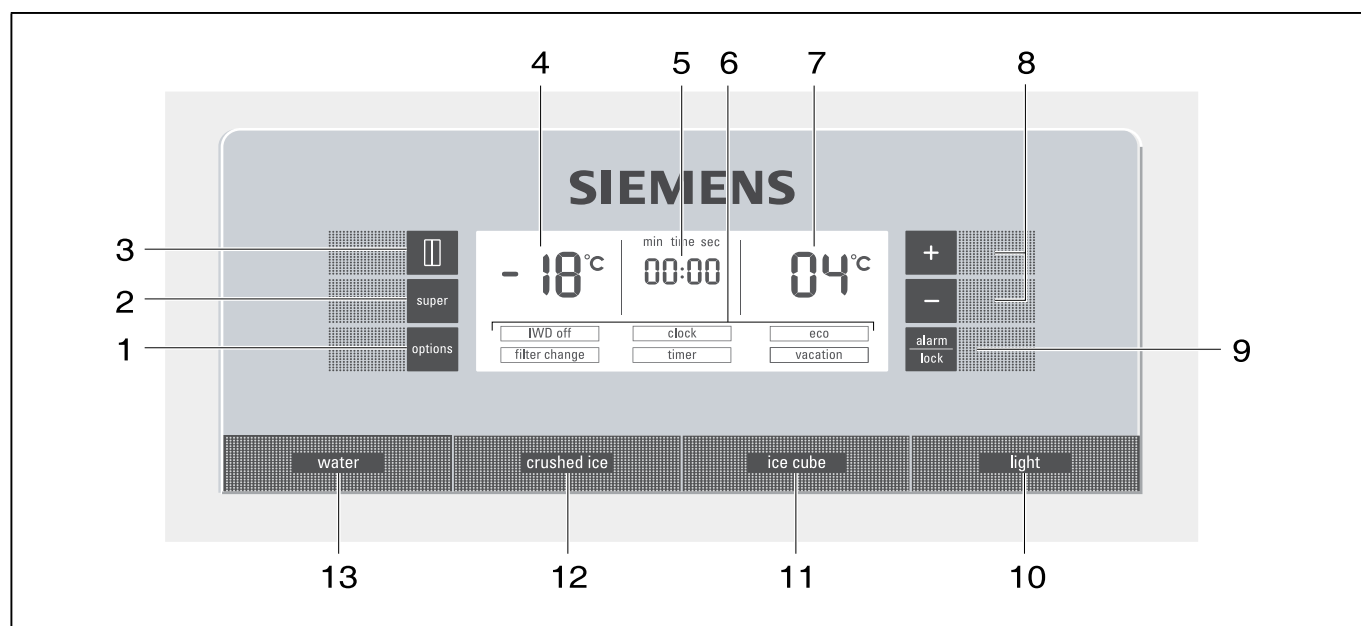 4 5 6 7 8
SIEMENS
min time sec
3 -18°C 00:00 04°C +
2 super −
IWD off clock eco
1 options filter change timer vacation alarm lock 9
water crushed ice ice cube light
13 12 11 10